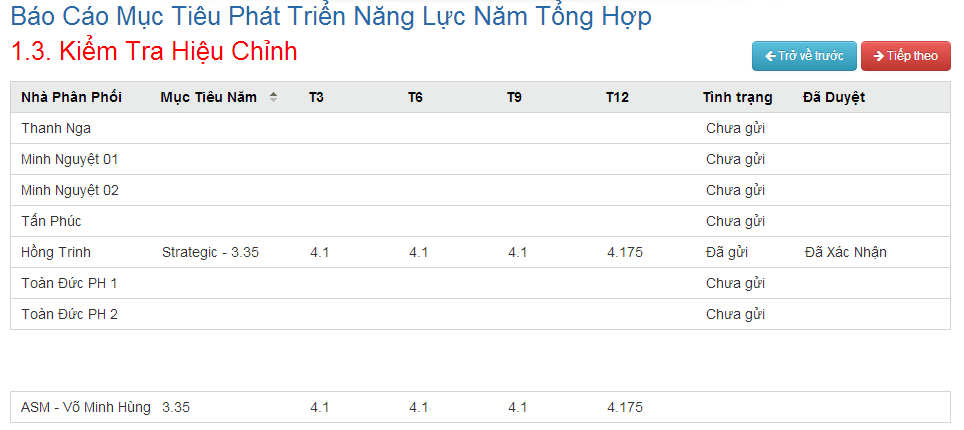 Báo Cáo Mục Tiêu Phát Triển Năng Lực Năm Tổng Hợp
1.3. Kiểm Tra Hiệu Chỉnh
Trở về trước Tiếp theo
Nhà Phân Phối Mục Tiêu Năm T3 T6 T9 T12 Tình trạng Đã Duyệt
Thanh Nga Chưa gửi
Minh Nguyệt 01 Chưa gửi
Minh Nguyệt 02 Chưa gửi
Tấn Phúc Chưa gửi
Hồng Trinh Strategic - 3.35 4.1 4.1 4.1 4.175 Đã gửi Đã Xác Nhận
Toàn Đức PH 1 Chưa gửi
Toàn Đức PH 2 Chưa gửi
ASM - Võ Minh Hùng 3.35 4.1 4.1 4.1 4.175